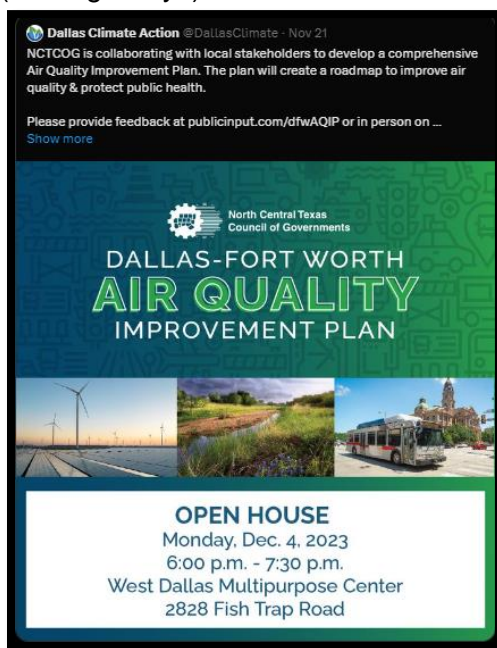 Dallas Climate Action @DallasClimate · Nov 21
NCTCOG is collaborating with local stakeholders to develop a comprehensive
Air Quality Improvement Plan. The plan will create a roadmap to improve air
quality & protect public health.
Please provide feedback at publicinput.com/dfwAQIP or in person on ...
Show more
North Central Texas
Council of Governments
DALLAS-FORT WORTH
AIR QUALITY
IMPROVEMENT PLAN
OPEN HOUSE
Monday, Dec. 4, 2023
6:00 p.m. - 7:30 p.m.
West Dallas Multipurpose Center
2828 Fish Trap Road